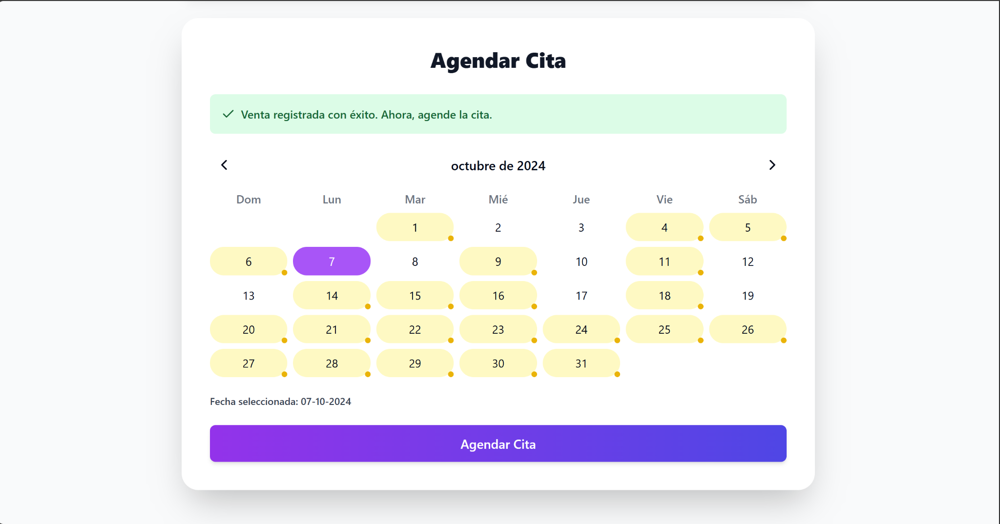 Agendar Cita
Venta registrada con éxito. Ahora, agende la cita.
octubre de 2024
Dom Lun Mar Mié Jue Vie Sáb
1 2 3 4 5
6 7 8 9 10 11 12
13 14 15 16 17 18 19
20 21 22 23 24 25 26
27 28 29 30 31
Fecha seleccionada: 07-10-2024
Agendar Cita